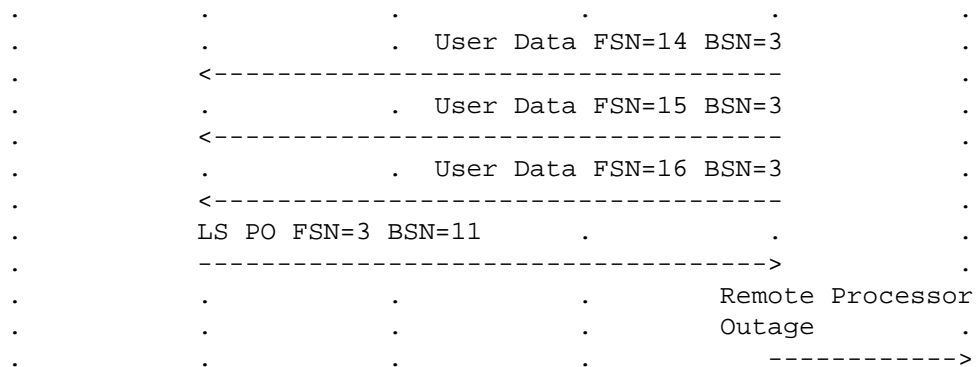 . . . . . .
. . . User Data FSN=14 BSN=3 .
. <------------------------------------ .
. . . User Data FSN=15 BSN=3 .
. <------------------------------------ .
. . . User Data FSN=16 BSN=3 .
. <------------------------------------ .
. LS PO FSN=3 BSN=11 . . .
. ------------------------------------> .
. . . . Remote Processor
. . . . Outage .
. . . . ------------>